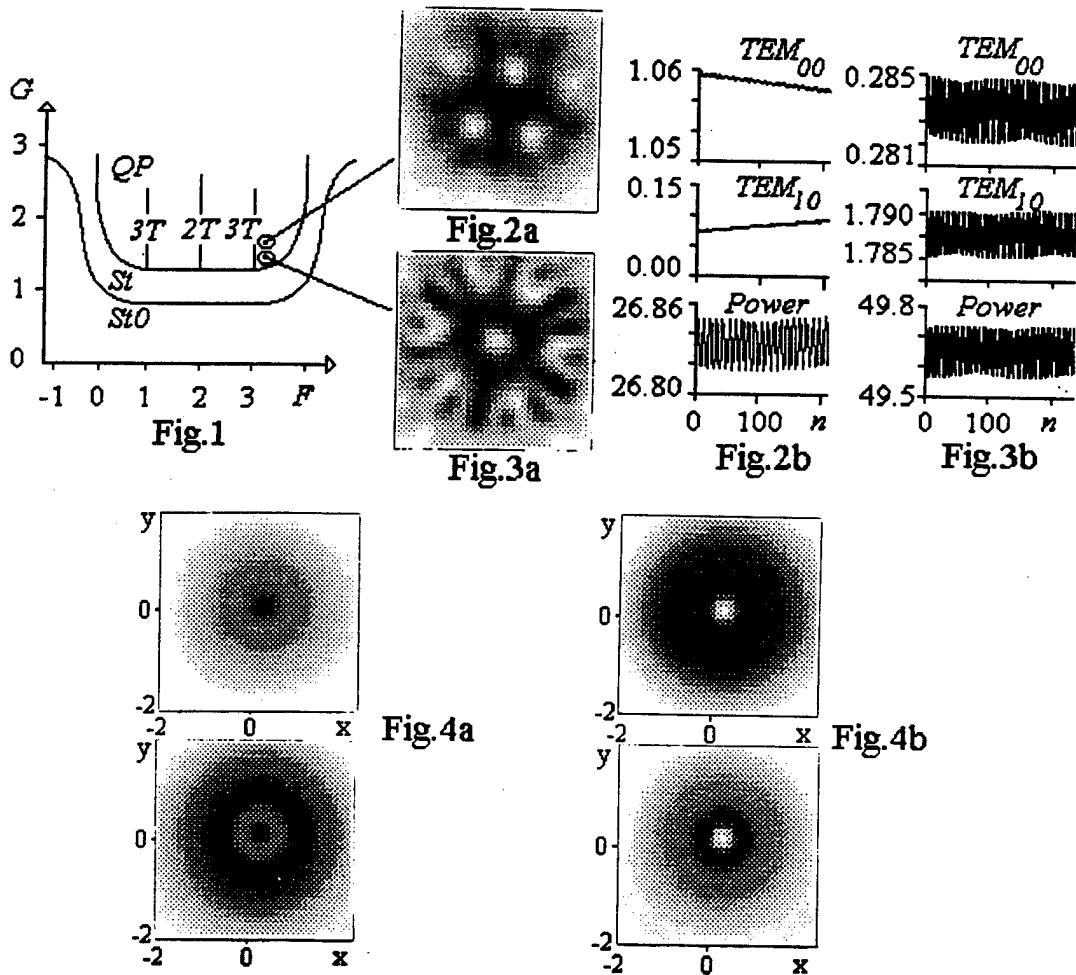 G
3
2
1
0
QP
3T 2T 3T
St
St0
-1 0 1 2 3 F
Fig.1
Fig.2a
Fig.3a
TEM00
1.06
1.05
TEM10
0.15
0.00
Power
26.86
26.80
0 100 n
Fig.2b
TEM00
0.285
0.281
TEM10
1.790
1.785
Power
49.8
49.5
0 100 n
Fig.3b
y
0
-2
-2 0 x
Fig.4a
y
0
-2
-2 0 x
y
0
-2
-2 0 x
Fig.4b
y
0
-2
-2 0 x